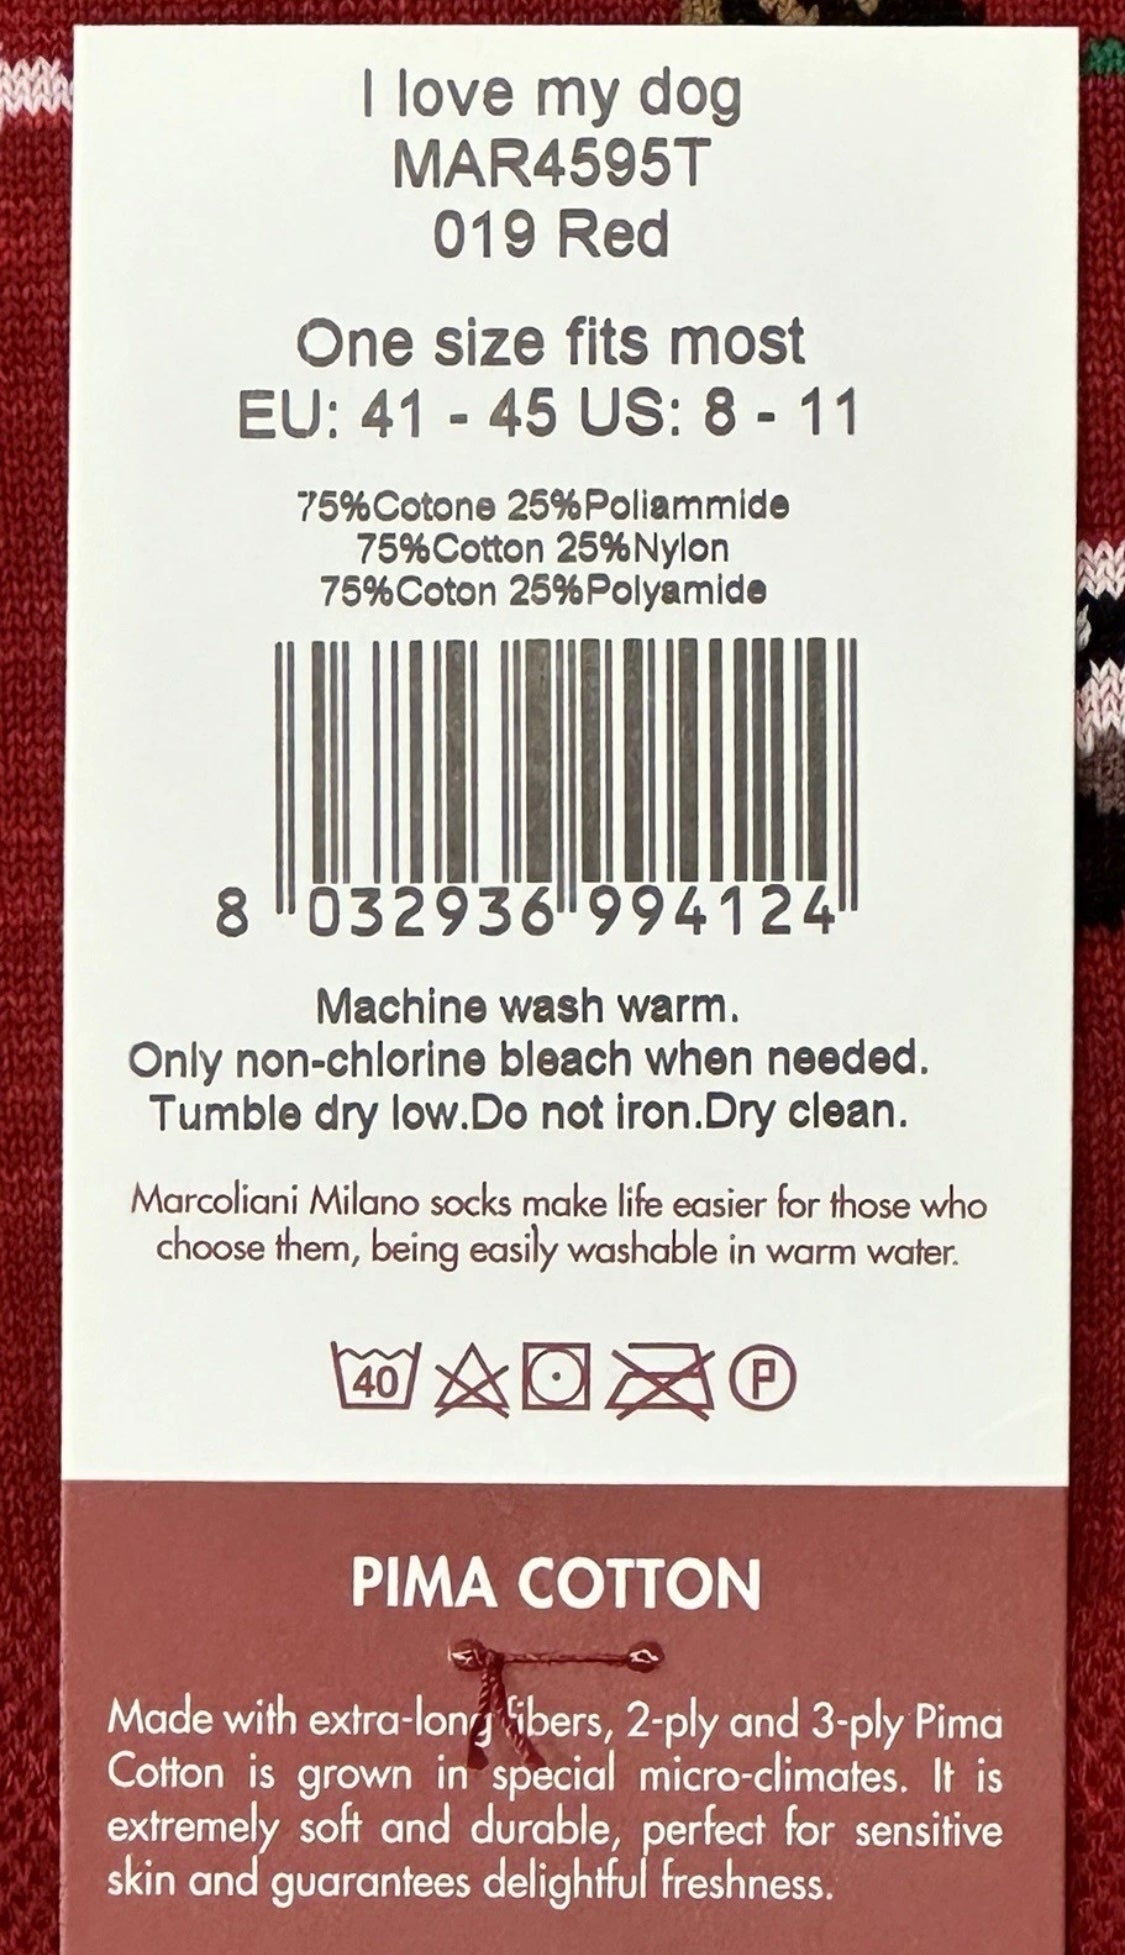 I love my dog
MAR4595T
019 Red
One size fits most
EU: 41 - 45 US: 8 - 11
75%Cotone 25%Poliammide
75%Cotton 25%Nylon
75%Coton 25%Polyamide
8 032936 994124
Machine wash warm.
Only non-chlorine bleach when needed.
Tumble dry low.Do not iron.Dry clean.
Marcoliani Milano socks make life easier for those who
choose them, being easily washable in warm water.
40 P
PIMA COTTON
Made with extra-long fibers, 2-ply and 3-ply Pima
Cotton is grown in special micro-climates. It is
extremely soft and durable, perfect for sensitive
skin and guarantees delightful freshness.